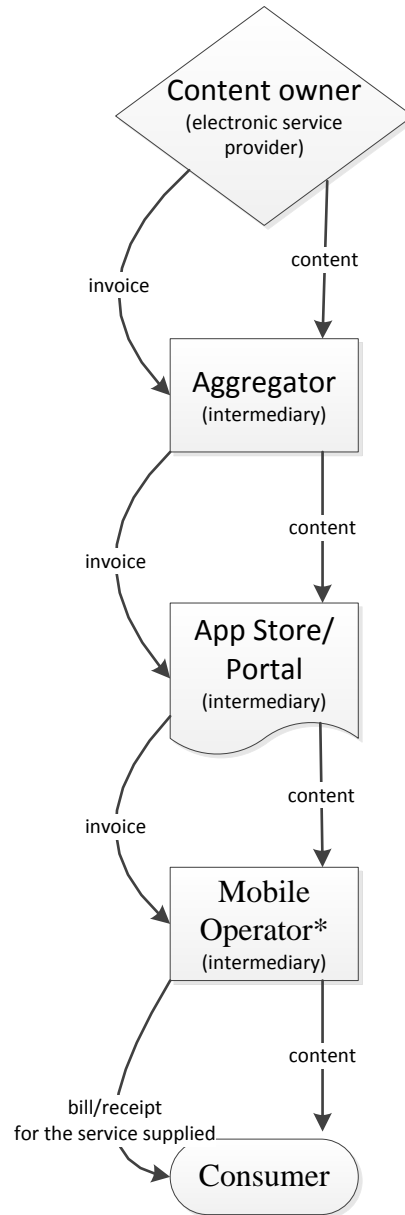 Content owner
(electronic service
provider)
content
invoice
Aggregator
(intermediary)
content
invoice
App Store/
Portal
(intermediary)
content
invoice
Mobile
Operator*
(intermediary)
content
bill/receipt
for the service supplied
Consumer